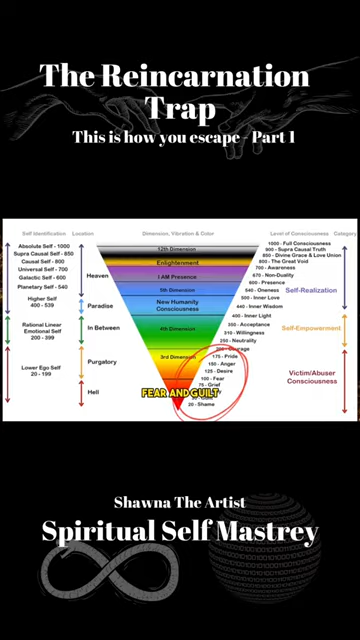 The Reincarnation
Trap
This is how you escape - Part 1
Self Identification
Location
Dimension, Vibration & Color
Level of Consciousness
Category
Absolute Self - 1000
Supra Causal Self - 850
Causal Self - 800
Universal Self - 700
Galactic Self - 600
Planetary Self - 540
Higher Self
400 - 539
Rational Linear
Emotional Self
200 - 399
Lower Ego Self
20 - 199
Heaven
Paradise
In Between
Purgatory
Hell
12th Dimension
Enlightenment
I AM Presence
5th Dimension
New Humanity
Consciousness
4th Dimension
3rd Dimension
1000 - Full Consciousness
900 - Supra Causal Truth
850 - Divine Grace & Love Union
800 - The Great Void
700 - Awareness
670 - Non-Duality
600 - Presence
540 - Oneness
500 - Inner Love
440 - Inner Wisdom
400 - Inner Light
350 - Acceptance
310 - Willingness
250 - Neutrality
200 - Courage
175 - Pride
150 - Anger
125 - Desire
100 - Fear
75 - Grief
20 - Shame
Self-Realization
Self-Empowerment
Victim/Abuser
Consciousness
FEAR AND GUILT
Shawna The Artist
Spiritual Self Mastrey